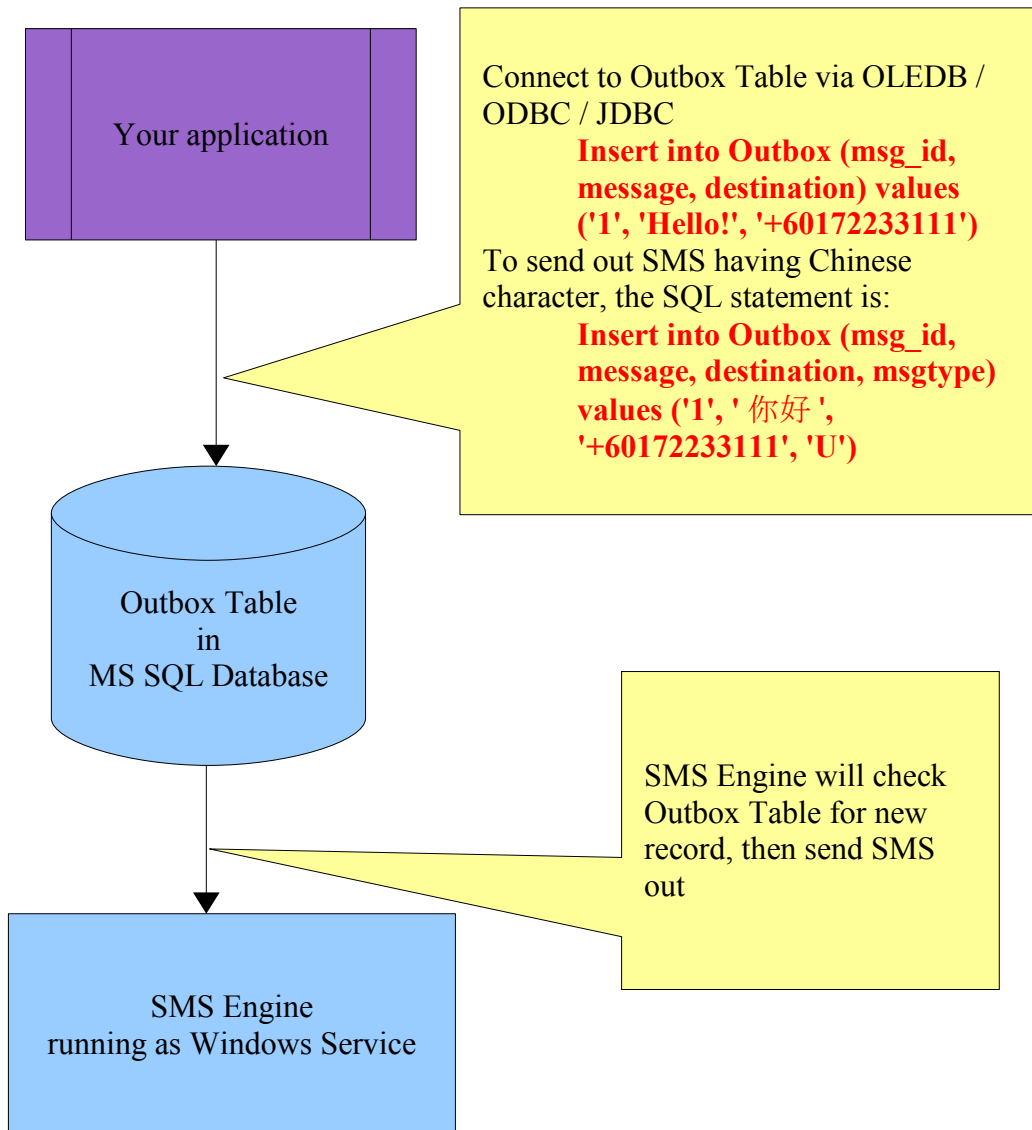 Your application
Connect to Outbox Table via OLEDB /
ODBC / JDBC
Insert into Outbox (msg_id,
message, destination) values
('1', 'Hello!', '+60172233111')
To send out SMS having Chinese
character, the SQL statement is:
Insert into Outbox (msg_id,
message, destination, msgtype)
values ('1', ' 你好 ',
'+60172233111', 'U')
Outbox Table
in
MS SQL Database
SMS Engine will check
Outbox Table for new
record, then send SMS
out
SMS Engine
running as Windows Service